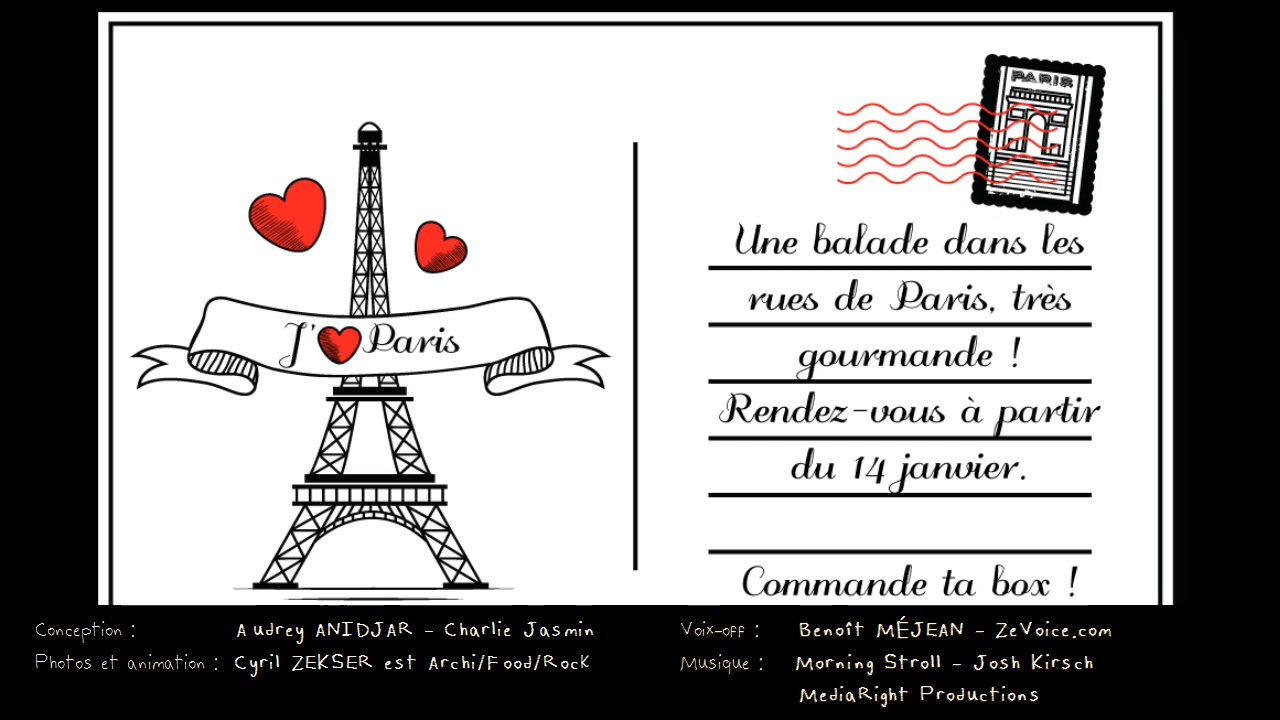 PARIS
J'
Paris
Une balade dans les
rues de Paris, très
gourmande !
Rendez-vous à partir
du 14 janvier.
Commande ta box !
Conception : Audrey ANIDJAR - Charlie Jasmin
Photos et animation : Cyril ZEKSER est Archi/Food/Rock
Voix-off : Benoît MÉJEAN - ZeVoice.com
Musique : Morning Stroll - Josh Kirsch
MediaRight Productions